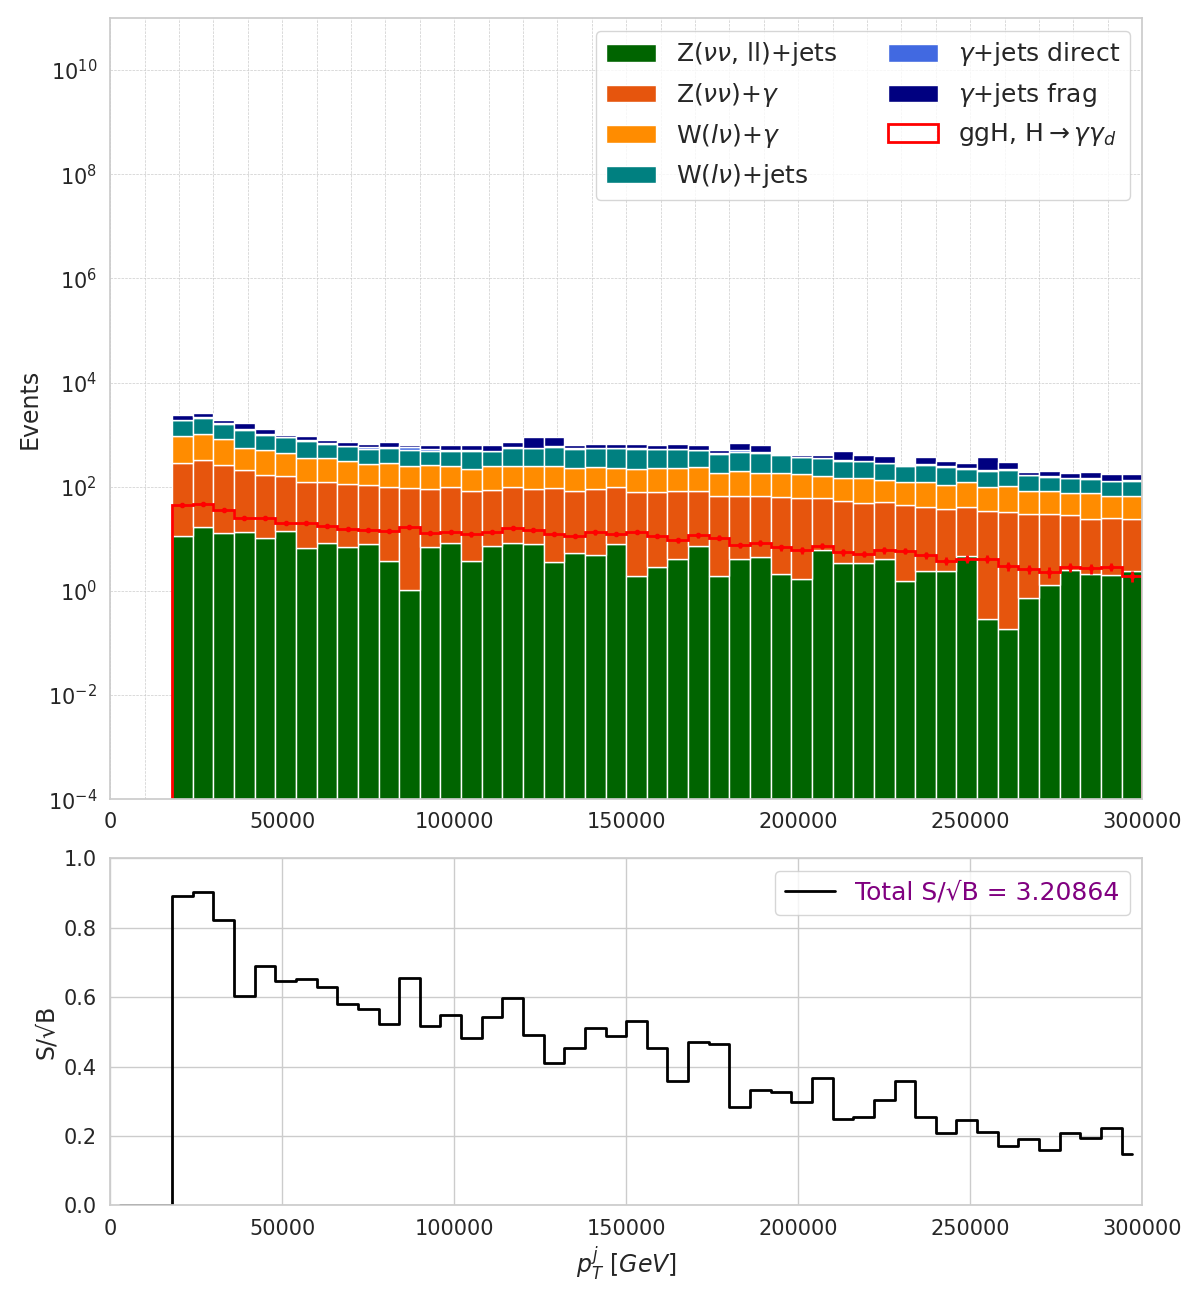 Z(νν, ll)+jets
Z(νν)+γ
W(lν)+γ
W(lν)+jets
γ+jets direct
γ+jets frag
ggH, H→γγ_d
Events
10^10
10^8
10^6
10^4
10^2
10^0
10^−2
10^−4
0 50000 100000 150000 200000 250000 300000
Total S/√B = 3.20864
S/√B
1.0
0.8
0.6
0.4
0.2
0.0
0 50000 100000 150000 200000 250000 300000
p_T^j [GeV]